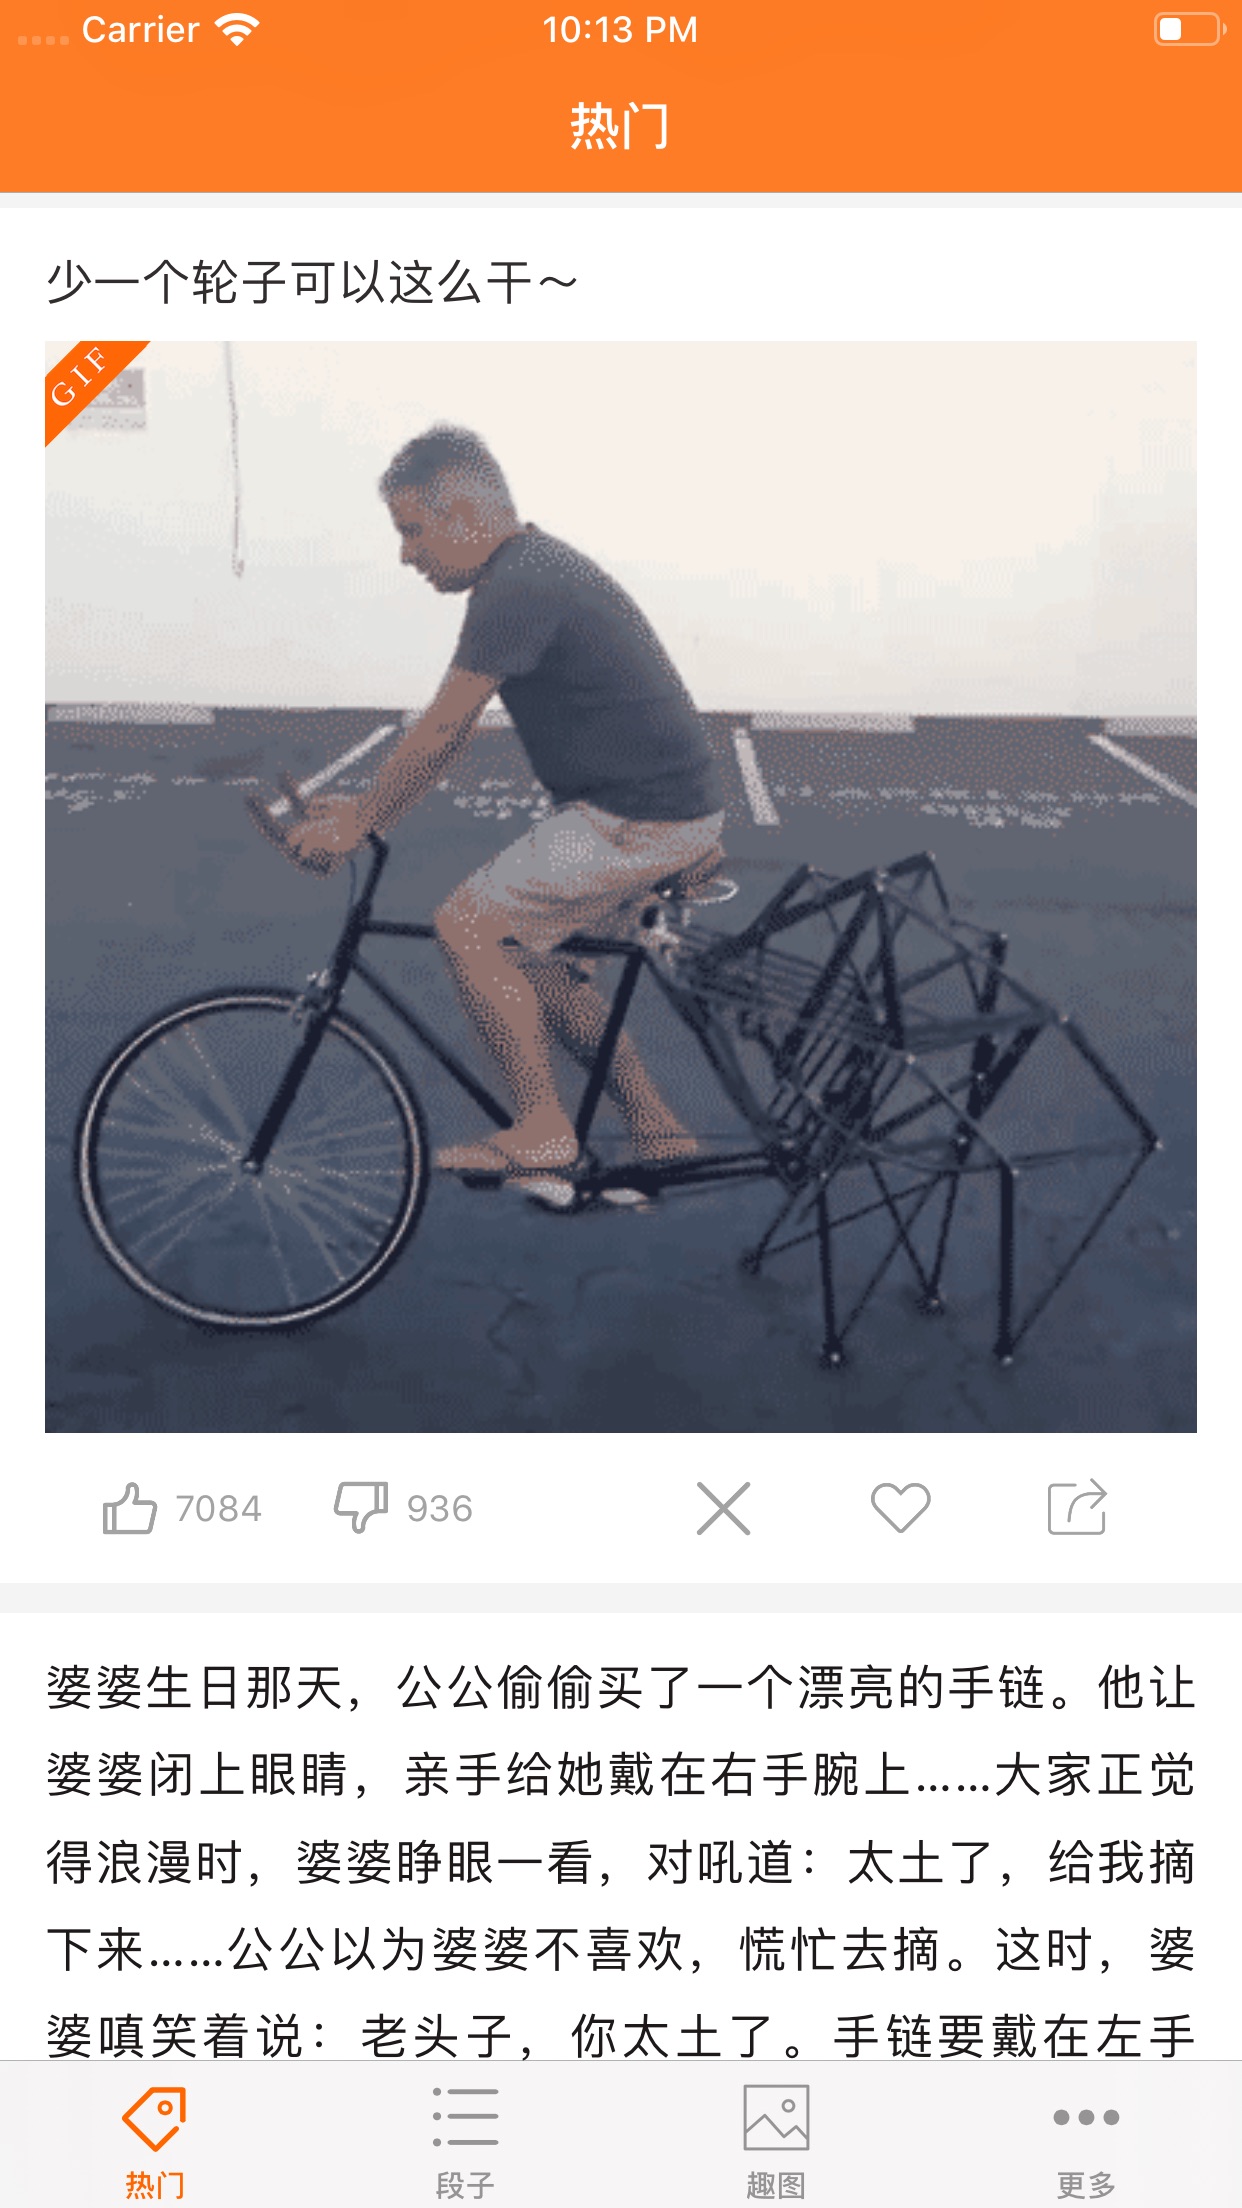 Carrier 10:13 PM
热门
少一个轮子可以这么干～
GIF
7084 936
婆婆生日那天，公公偷偷买了一个漂亮的手链。他让
婆婆闭上眼睛，亲手给她戴在右手腕上……大家正觉
得浪漫时，婆婆睁眼一看，对吼道：太土了，给我摘
下来……公公以为婆婆不喜欢，慌忙去摘。这时，婆
婆嗔笑着说：老头子，你太土了。手链要戴在左手
热门 段子 趣图 更多